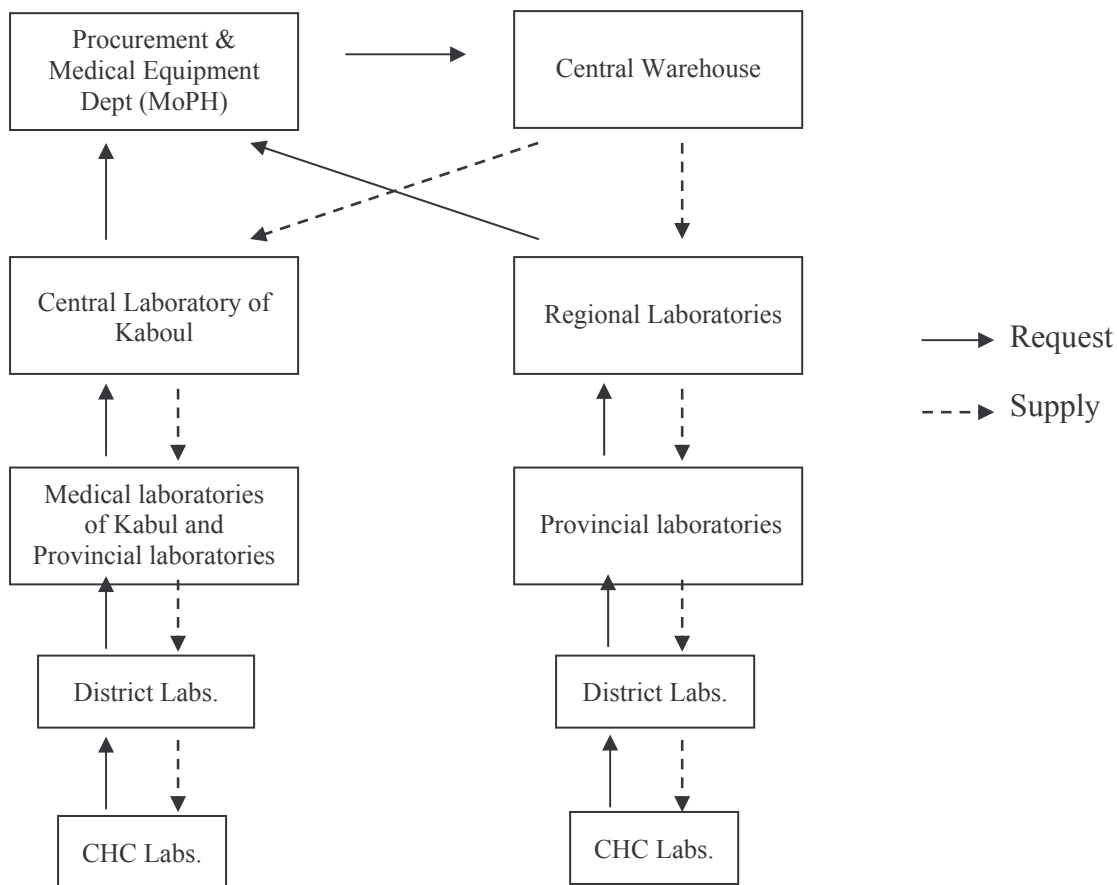 Procurement &
Medical Equipment
Dept (MoPH)
Central Warehouse
Central Laboratory of
Kaboul
Regional Laboratories
Request
Supply
Medical laboratories
of Kabul and
Provincial laboratories
Provincial laboratories
District Labs.
District Labs.
CHC Labs.
CHC Labs.